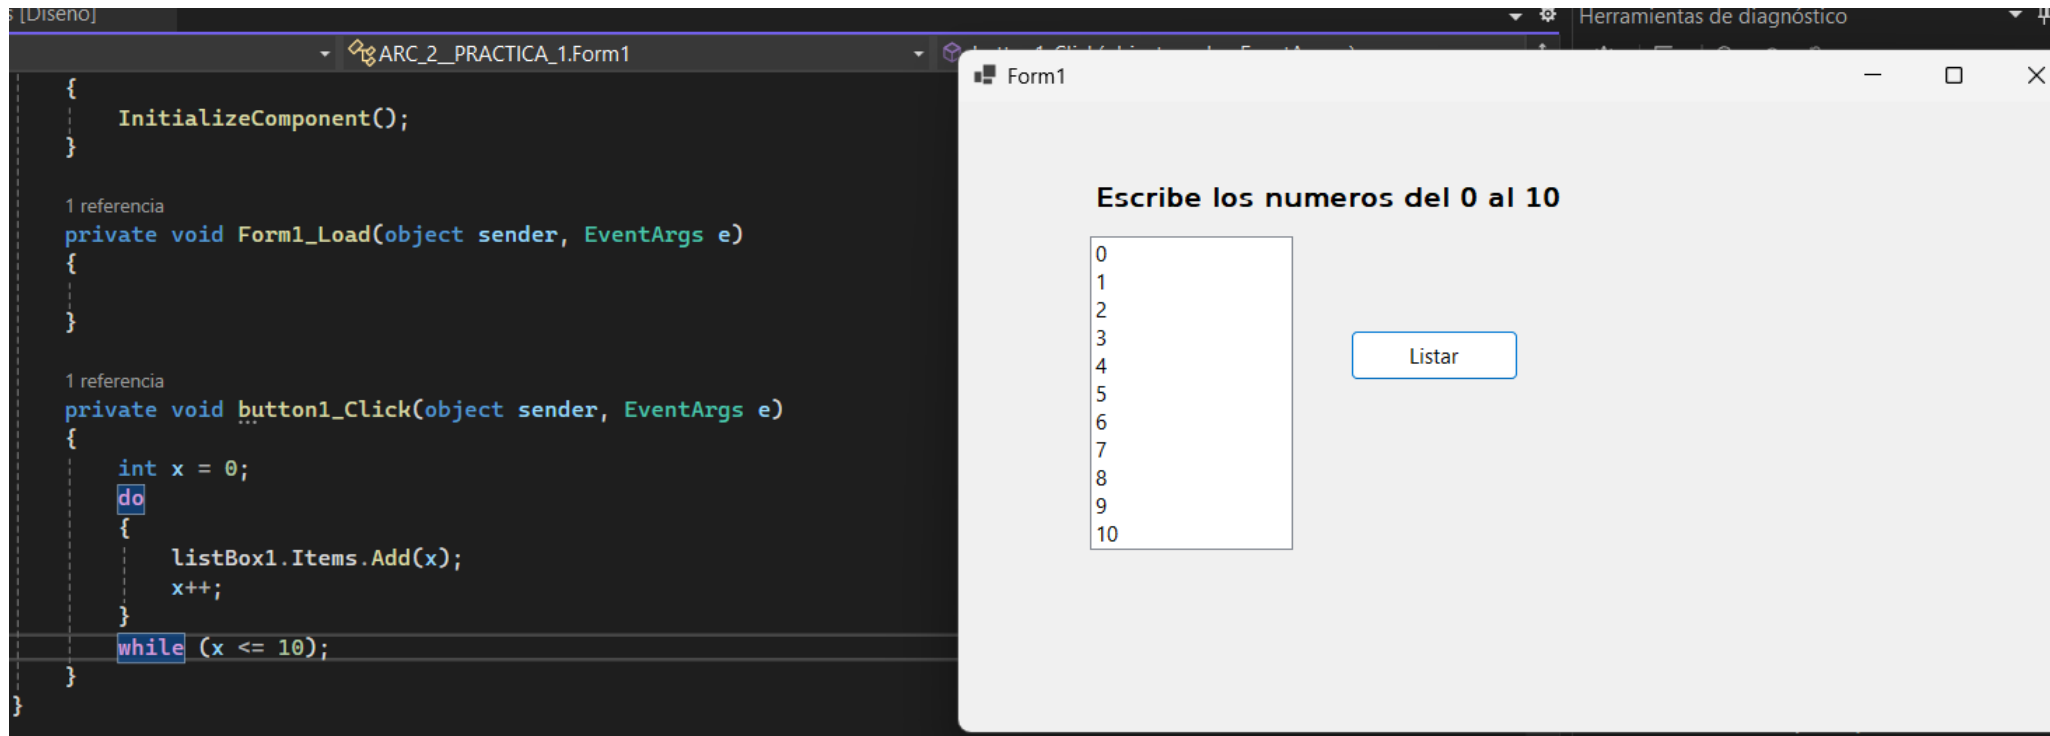 [Diseño]
Herramientas de diagnóstico
ARC_2__PRACTICA_1.Form1
{
InitializeComponent();
}
1 referencia
private void Form1_Load(object sender, EventArgs e)
{
}
1 referencia
private void button1_Click(object sender, EventArgs e)
{
int x = 0;
do
{
listBox1.Items.Add(x);
x++;
}
while (x <= 10);
}
}
Form1
Escribe los numeros del 0 al 10
0
1
2
3
4
5
6
7
8
9
10
Listar